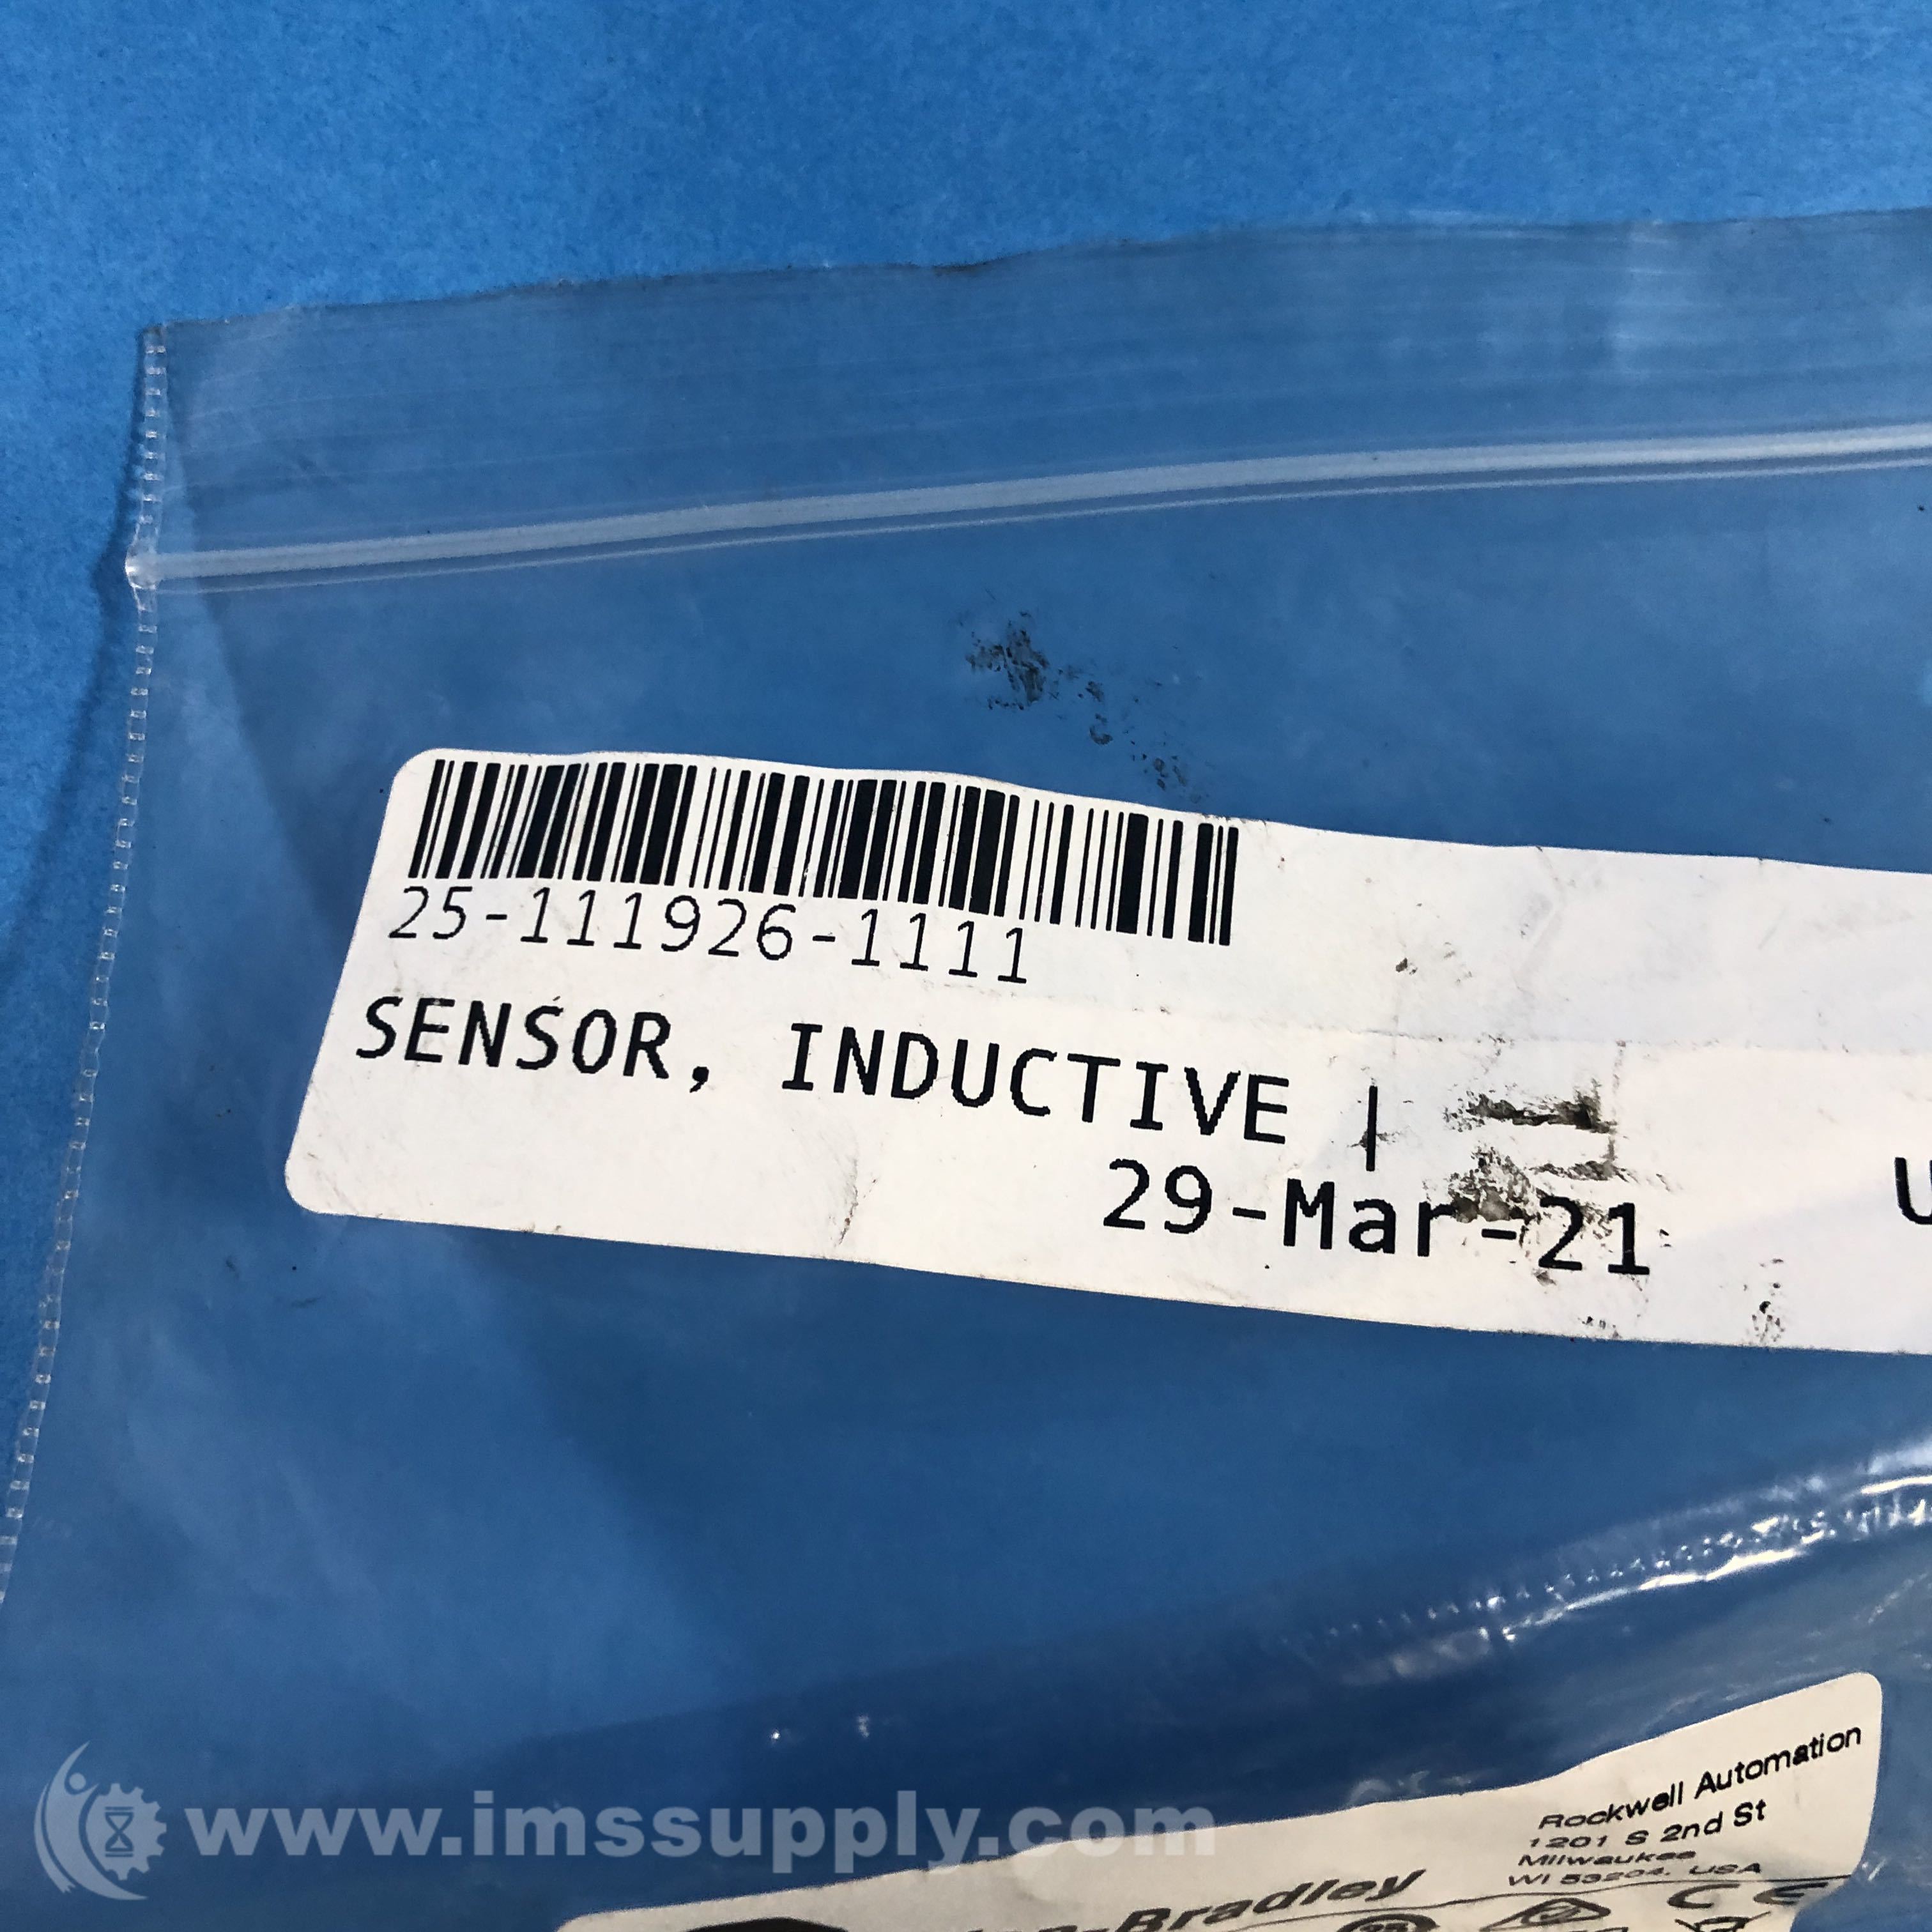 25-111926-1111
SENSOR, INDUCTIVE |
29-Mar-21
U
Rockwell Automation
1201 S 2nd St
Milwaukee
WI 53204, USA
-Bradley
CE
www.imssupply.com